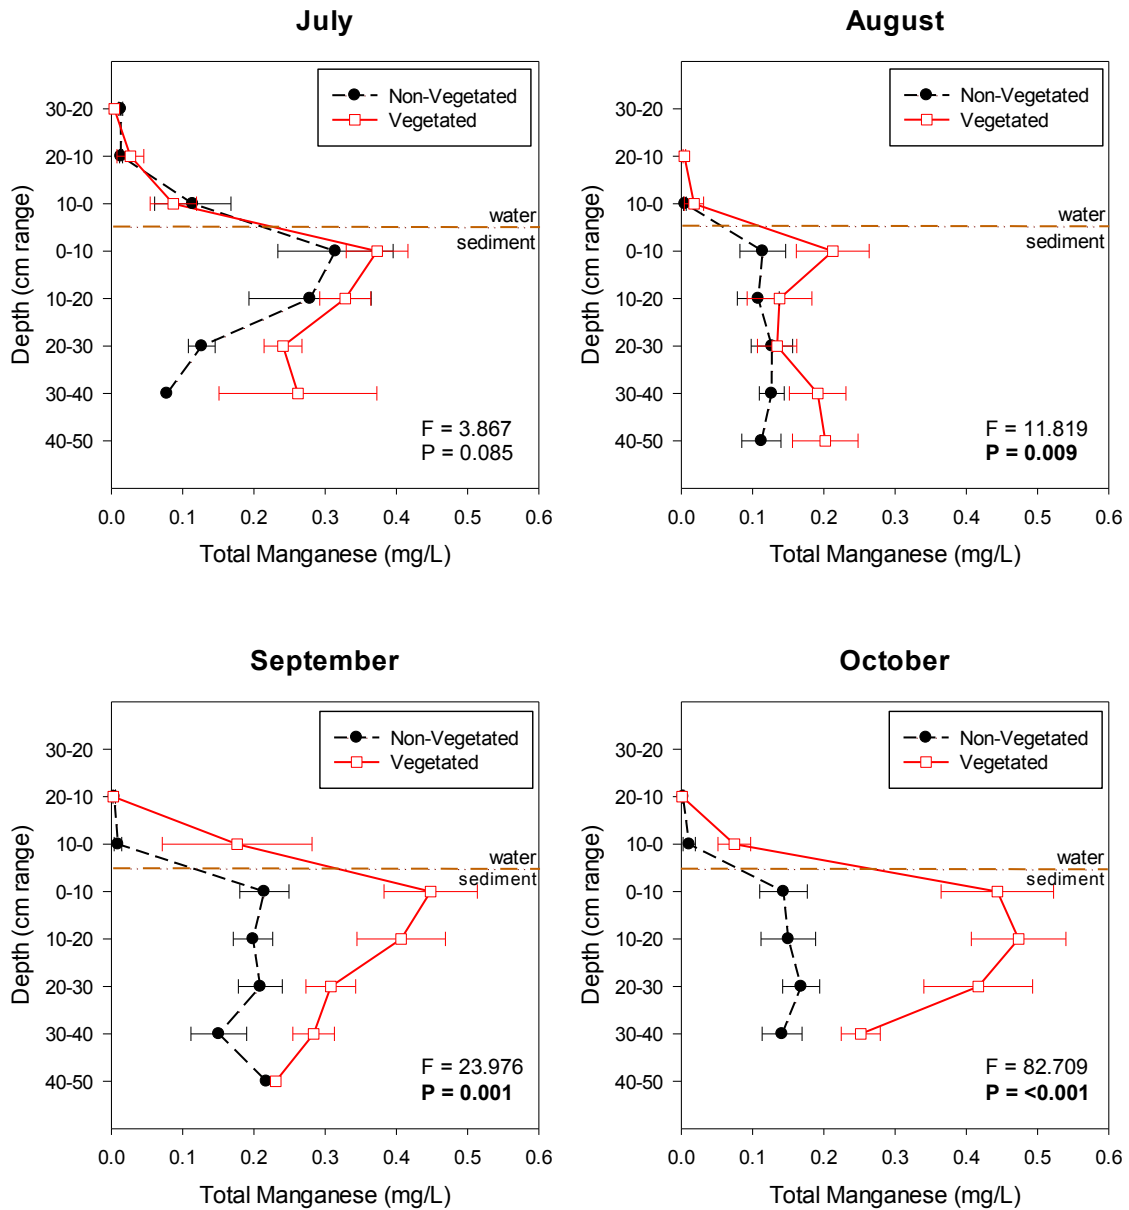 July
Non-Vegetated
Vegetated
30-20
20-10
10-0
0-10
10-20
20-30
30-40
40-50
Depth (cm range)
water
sediment
F = 3.867
P = 0.085
0.0 0.1 0.2 0.3 0.4 0.5 0.6
Total Manganese (mg/L)
August
Non-Vegetated
Vegetated
30-20
20-10
10-0
0-10
10-20
20-30
30-40
40-50
Depth (cm range)
water
sediment
F = 11.819
P = 0.009
0.0 0.1 0.2 0.3 0.4 0.5 0.6
Total Manganese (mg/L)
September
Non-Vegetated
Vegetated
30-20
20-10
10-0
0-10
10-20
20-30
30-40
40-50
Depth (cm range)
water
sediment
F = 23.976
P = 0.001
0.0 0.1 0.2 0.3 0.4 0.5 0.6
Total Manganese (mg/L)
October
Non-Vegetated
Vegetated
30-20
20-10
10-0
0-10
10-20
20-30
30-40
40-50
Depth (cm range)
water
sediment
F = 82.709
P = <0.001
0.0 0.1 0.2 0.3 0.4 0.5 0.6
Total Manganese (mg/L)